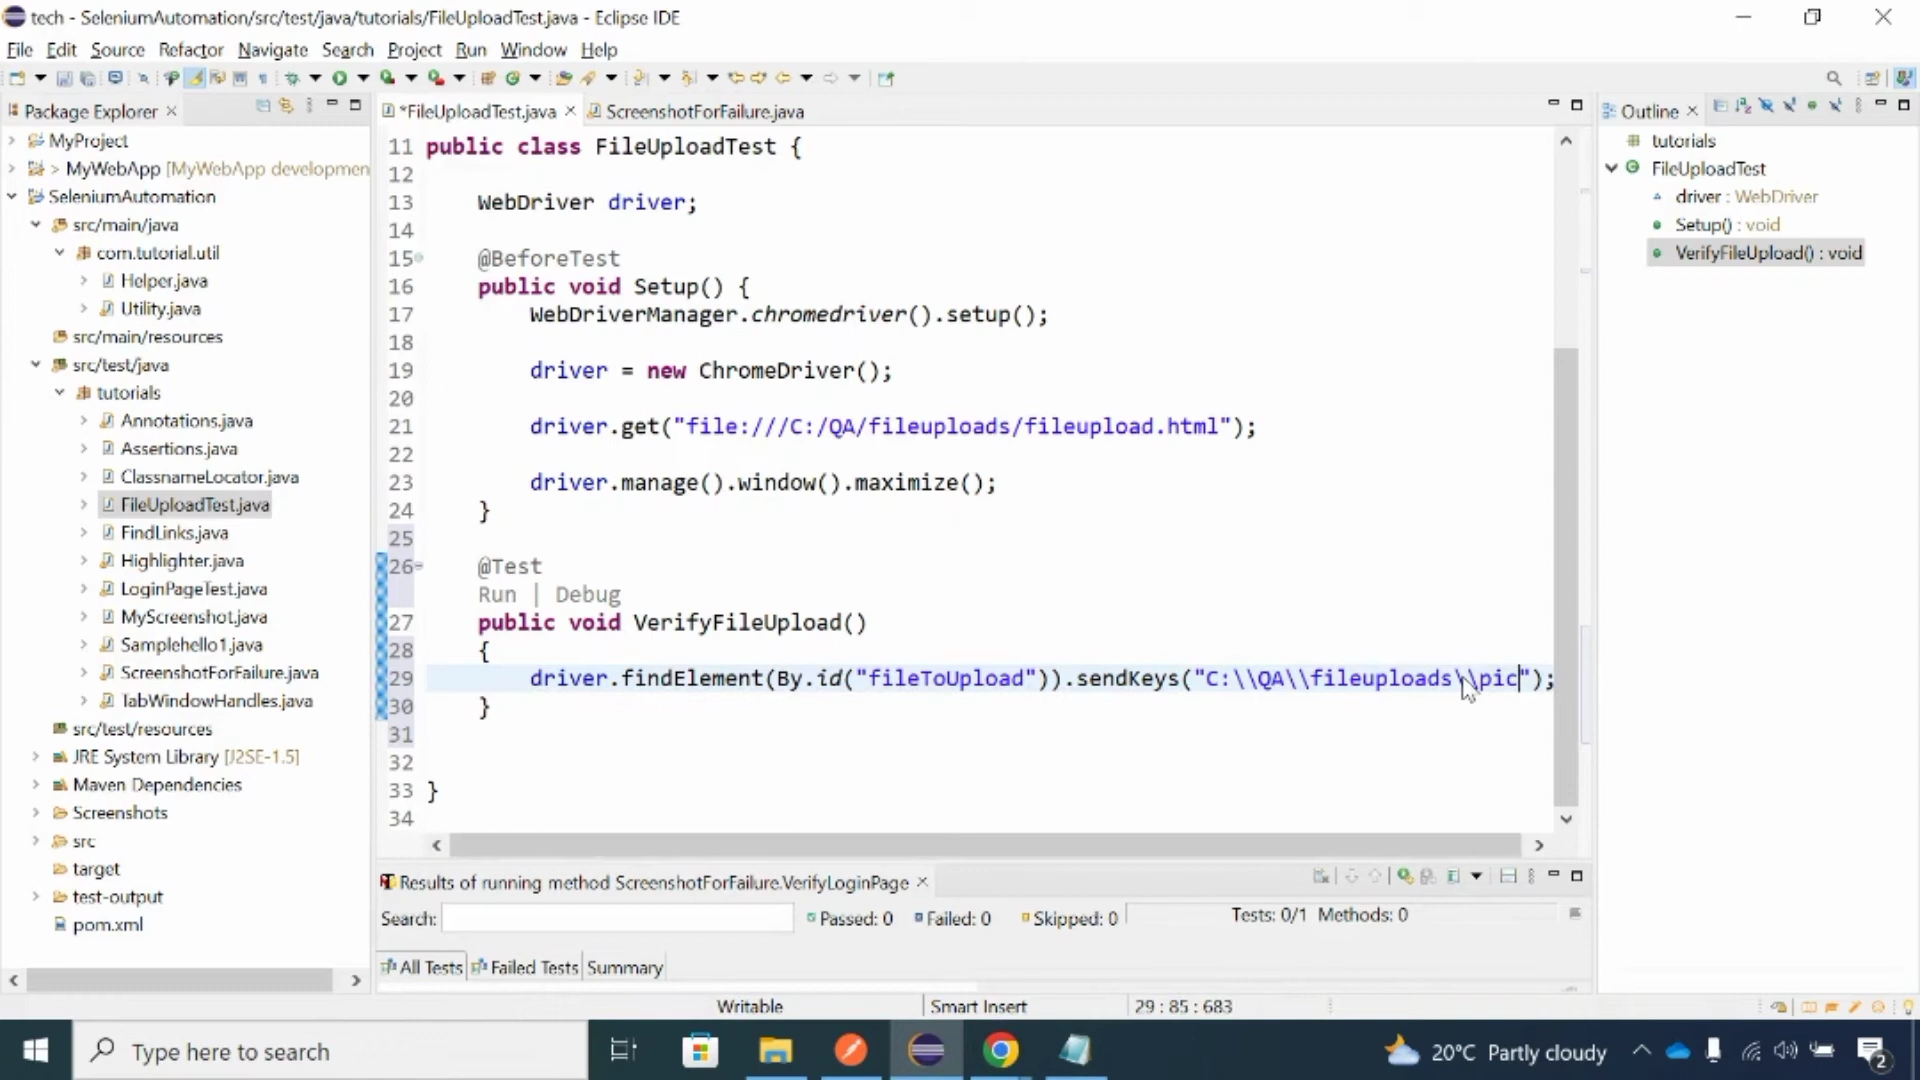 tech - SeleniumAutomation/src/test/java/tutorials/FileUploadTest.java - Eclipse IDE
File Edit Source Refactor Navigate Search Project Run Window Help
Package Explorer
MyProject
> MyWebApp [MyWebApp developmen
SeleniumAutomation
src/main/java
com.tutorial.util
Helper.java
Utility.java
src/main/resources
src/test/java
tutorials
Annotations.java
Assertions.java
ClassnameLocator.java
FileUploadTest.java
FindLinks.java
Highlighter.java
LoginPageTest.java
MyScreenshot.java
Samplehello1.java
ScreenshotForFailure.java
TabWindowHandles.java
src/test/resources
JRE System Library [J2SE-1.5]
Maven Dependencies
Screenshots
src
target
test-output
pom.xml
*FileUploadTest.java ScreenshotForFailure.java
11 public class FileUploadTest {
12
13 WebDriver driver;
14
15 @BeforeTest
16 public void Setup() {
17 WebDriverManager.chromedriver().setup();
18
19 driver = new ChromeDriver();
20
21 driver.get("file:///C:/QA/fileuploads/fileupload.html");
22
23 driver.manage().window().maximize();
24 }
25
26 @Test
Run | Debug
27 public void VerifyFileUpload()
28 {
29 driver.findElement(By.id("fileToUpload")).sendKeys("C:\\QA\\fileuploads\\pic");
30 }
31
32
33 }
34
Outline
tutorials
FileUploadTest
driver : WebDriver
Setup() : void
VerifyFileUpload() : void
Results of running method ScreenshotForFailure.VerifyLoginPage
Search: Passed: 0 Failed: 0 Skipped: 0 Tests: 0/1 Methods: 0
All Tests Failed Tests Summary
Writable Smart Insert 29 : 85 : 683
Type here to search 20°C Partly cloudy 2